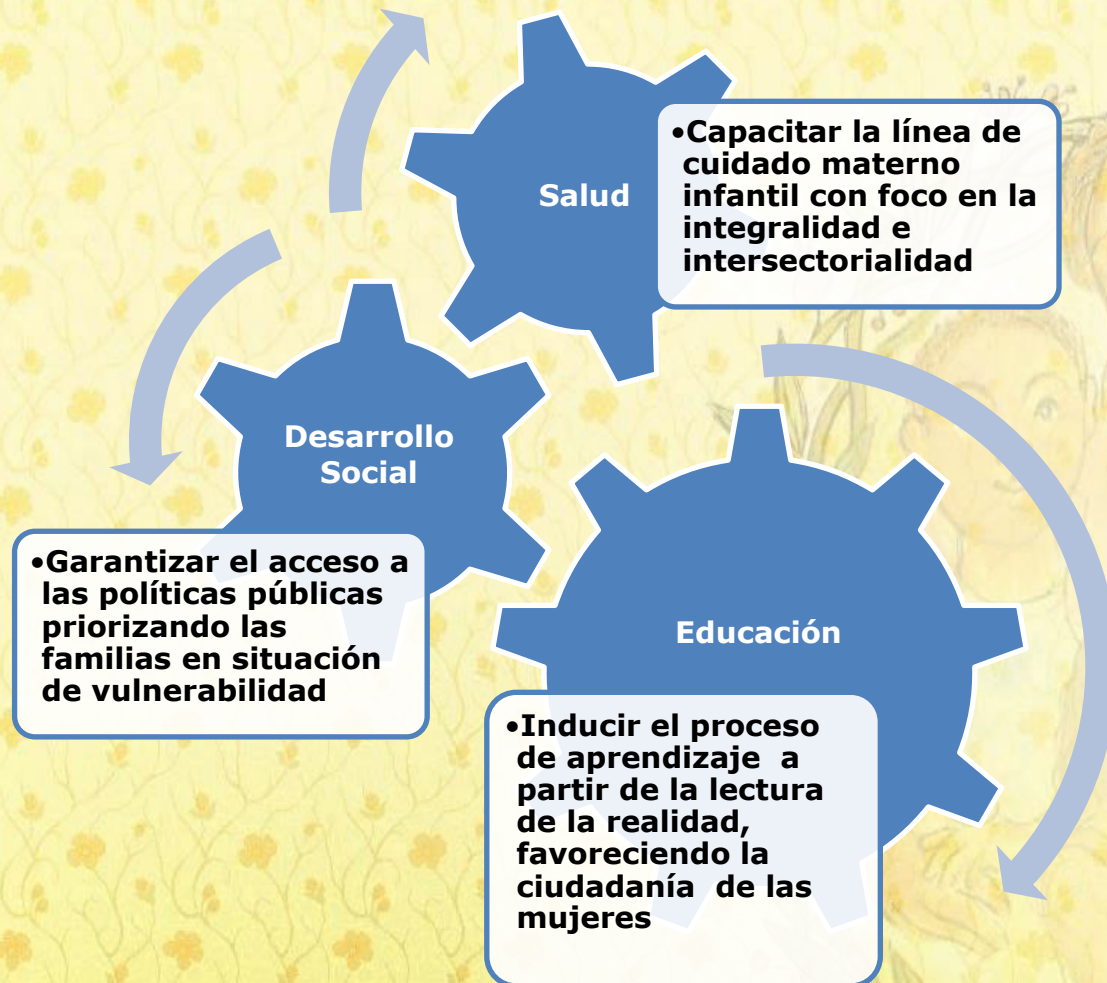 Salud
•Capacitar la línea de
cuidado materno
infantil con foco en la
integralidad e
intersectorialidad
Desarrollo
Social
•Garantizar el acceso a
las políticas públicas
priorizando las
familias en situación
de vulnerabilidad
Educación
•Inducir el proceso
de aprendizaje a
partir de la lectura
de la realidad,
favoreciendo la
ciudadanía de las
mujeres